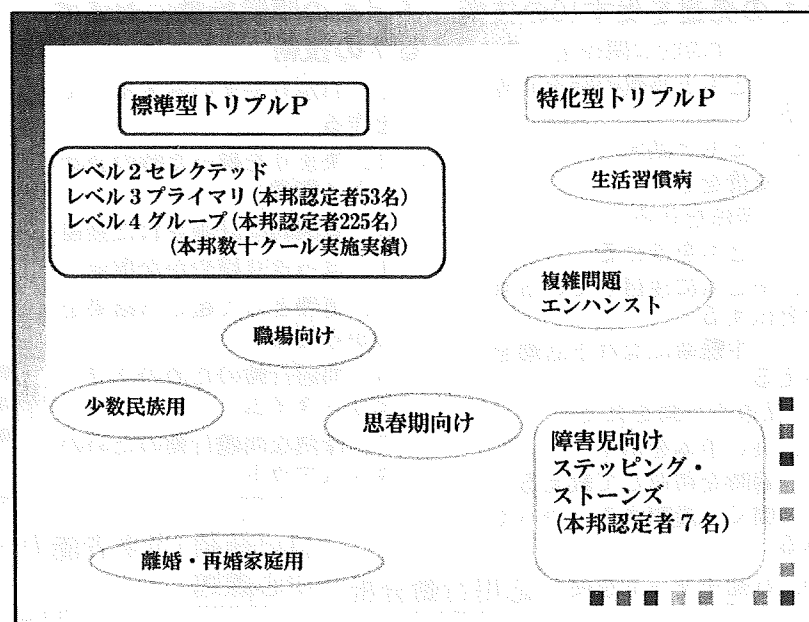 標準型トリプルP
特化型トリプルP
レベル2セレクテッド
レベル3プライマリ(本邦認定者53名)
レベル4グループ(本邦認定者225名)
(本邦数十クール実施実績)
生活習慣病
複雑問題
エンハンスト
職場向け
少数民族用
思春期向け
障害児向け
ステッピング・
ストーンズ
(本邦認定者7名)
離婚・再婚家庭用